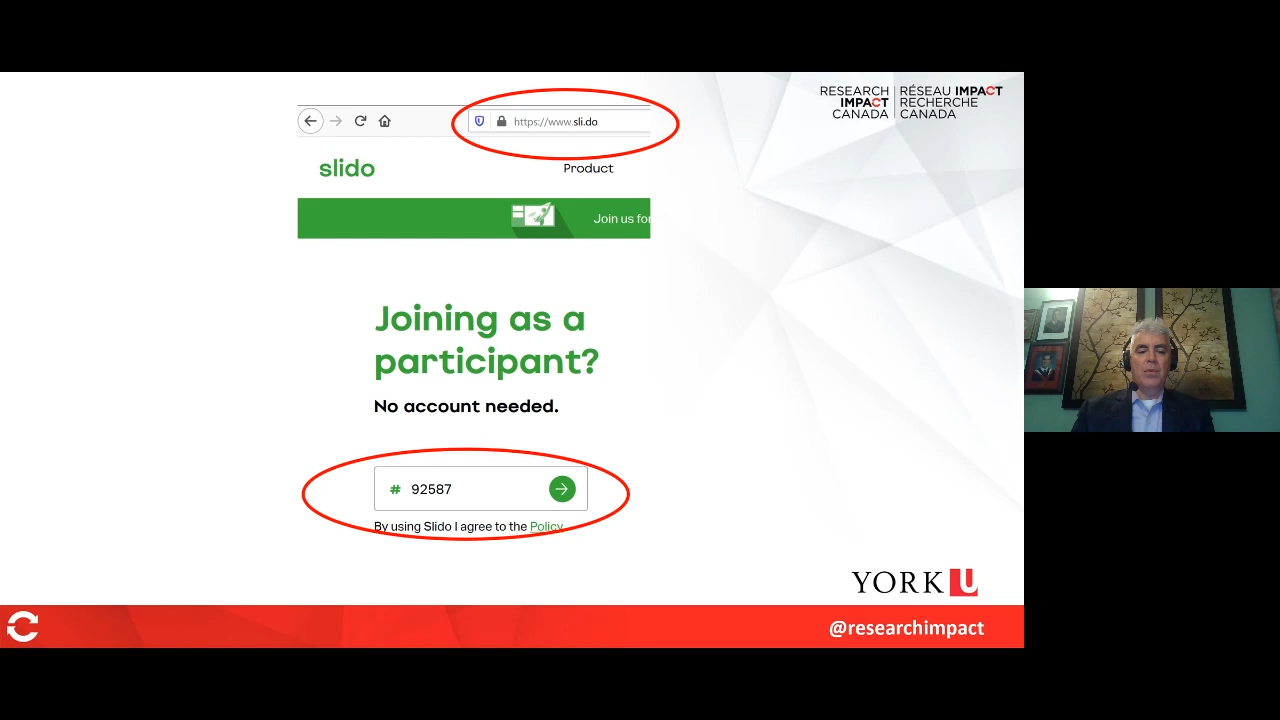 https://www.sli.do
slido
Product
Join us for
Joining as a
participant?
No account needed.
# 92587
By using Slido I agree to the Policy
RESEARCH
IMPACT
CANADA
RÉSEAU IMPACT
RECHERCHE
CANADA
YORK U
@researchimpact